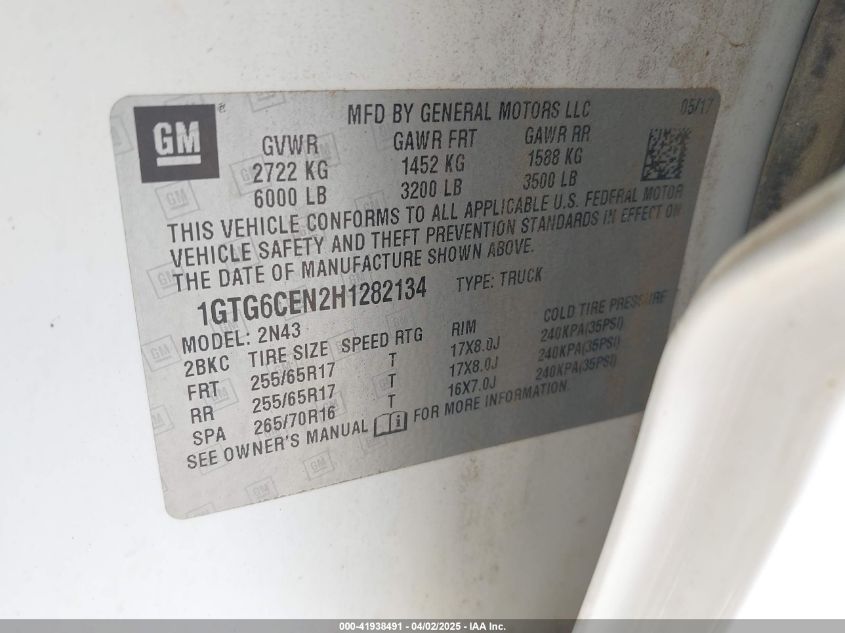 GM
MFD BY GENERAL MOTORS LLC 05/17
GVWR GAWR FRT GAWR RR
2722 KG 1452 KG 1588 KG
6000 LB 3200 LB 3500 LB
THIS VEHICLE CONFORMS TO ALL APPLICABLE U.S. FEDERAL MOTOR
VEHICLE SAFETY AND THEFT PREVENTION STANDARDS IN EFFECT ON
THE DATE OF MANUFACTURE SHOWN ABOVE.
1GTG6CEN2H1282134 TYPE: TRUCK
MODEL: 2N43
2BKC TIRE SIZE SPEED RTG RIM COLD TIRE PRESSURE
FRT 255/65R17 T 17X8.0J 240KPA(35PSI)
RR 255/65R17 T 17X8.0J 240KPA(35PSI)
SPA 265/70R16 T 16X7.0J 240KPA(35PSI)
SEE OWNER'S MANUAL i FOR MORE INFORMATION.
000-41938491 - 04/02/2025 - IAA Inc.